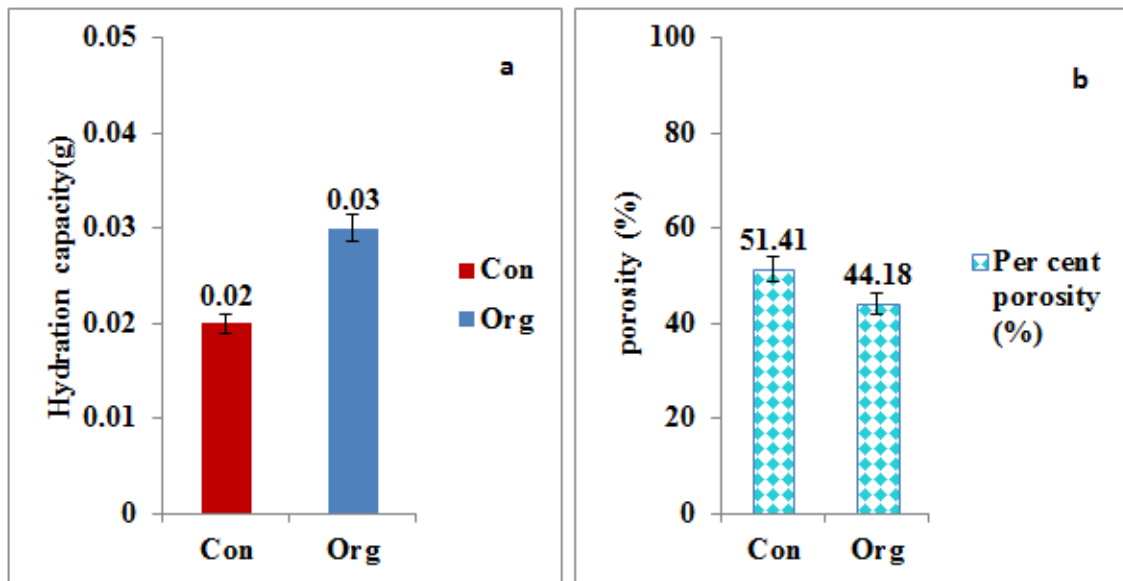 a
Hydration capacity(g)
0.05
0.04
0.03
0.02
0.01
0
0.02
0.03
Con
Org
Con
Org
b
porosity (%)
100
80
60
40
20
0
51.41
44.18
Con
Org
Per cent
porosity
(%)